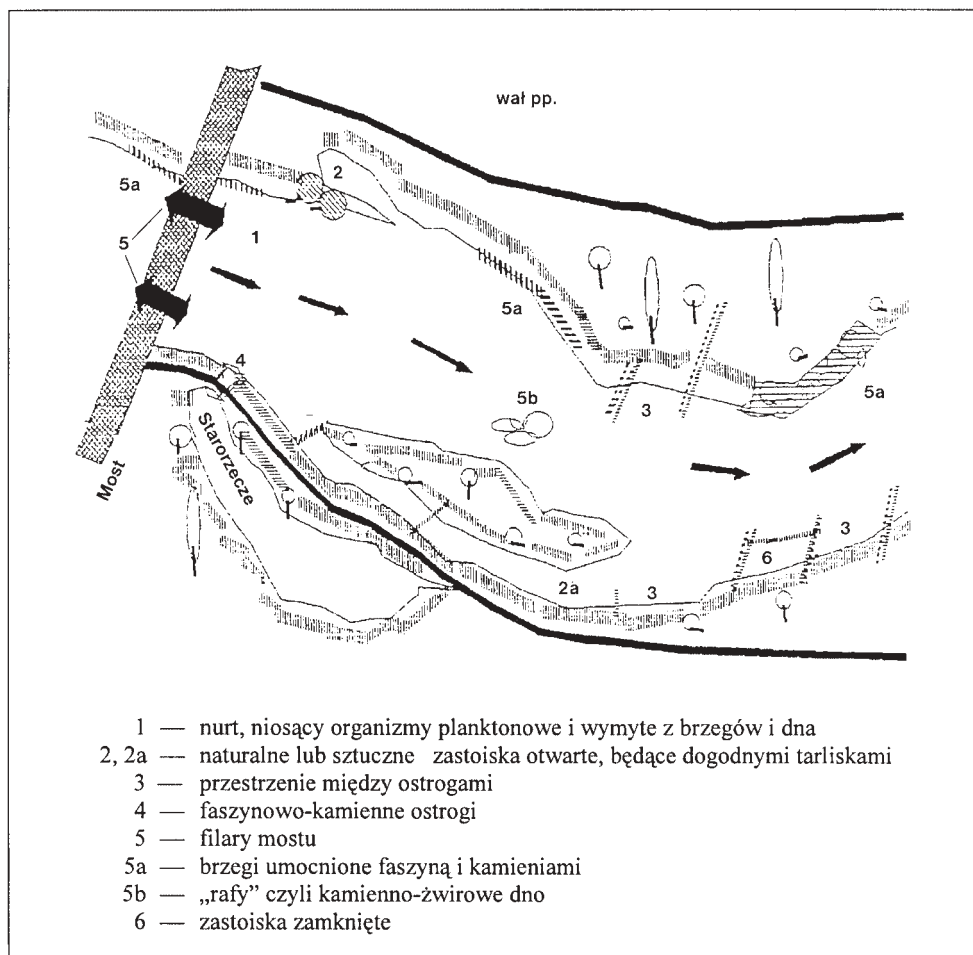 wał pp.
2
5a
5
1
5a
4
3
5b
5a
Starorzecze
Most
3
6
2a
3
1 — nurt, niosący organizmy planktonowe i wymyte z brzegów i dna
2, 2a — naturalne lub sztuczne zastoiska otwarte, będące dogodnymi tarliskami
3 — przestrzenie między ostrogami
4 — faszynowo-kamienne ostrogi
5 — filary mostu
5a — brzegi umocnione faszyną i kamieniami
5b — „rafy” czyli kamienno-żwirowe dno
6 — zastoiska zamknięte